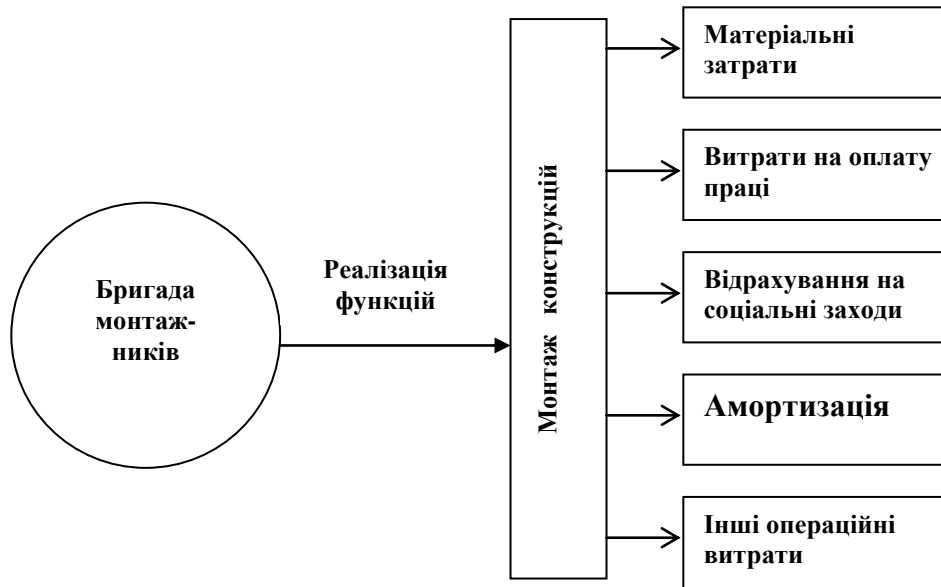 Бригада
монтаж-
ників
Реалізація
функцій
Монтаж конструкцій
Матеріальні
затрати
Витрати на оплату
праці
Відрахування на
соціальні заходи
Амортизація
Інші операційні
витрати